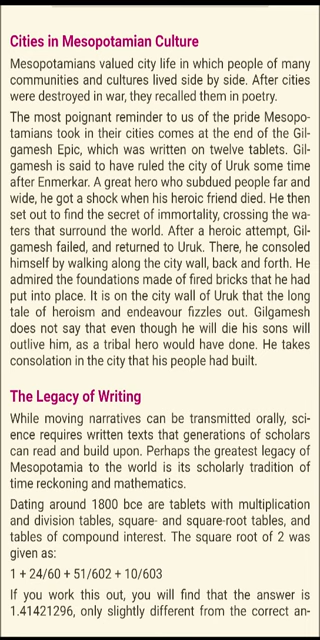 Cities in Mesopotamian Culture
Mesopotamians valued city life in which people of many
communities and cultures lived side by side. After cities
were destroyed in war, they recalled them in poetry.
The most poignant reminder to us of the pride Mesopo-
tamians took in their cities comes at the end of the Gil-
gamesh Epic, which was written on twelve tablets. Gil-
gamesh is said to have ruled the city of Uruk some time
after Enmerkar. A great hero who subdued people far and
wide, he got a shock when his heroic friend died. He then
set out to find the secret of immortality, crossing the wa-
ters that surround the world. After a heroic attempt, Gil-
gamesh failed, and returned to Uruk. There, he consoled
himself by walking along the city wall, back and forth. He
admired the foundations made of fired bricks that he had
put into place. It is on the city wall of Uruk that the long
tale of heroism and endeavour fizzles out. Gilgamesh
does not say that even though he will die his sons will
outlive him, as a tribal hero would have done. He takes
consolation in the city that his people had built.
The Legacy of Writing
While moving narratives can be transmitted orally, sci-
ence requires written texts that generations of scholars
can read and build upon. Perhaps the greatest legacy of
Mesopotamia to the world is its scholarly tradition of
time reckoning and mathematics.
Dating around 1800 bce are tablets with multiplication
and division tables, square- and square-root tables, and
tables of compound interest. The square root of 2 was
given as:
1 + 24/60 + 51/602 + 10/603
If you work this out, you will find that the answer is
1.41421296, only slightly different from the correct an-